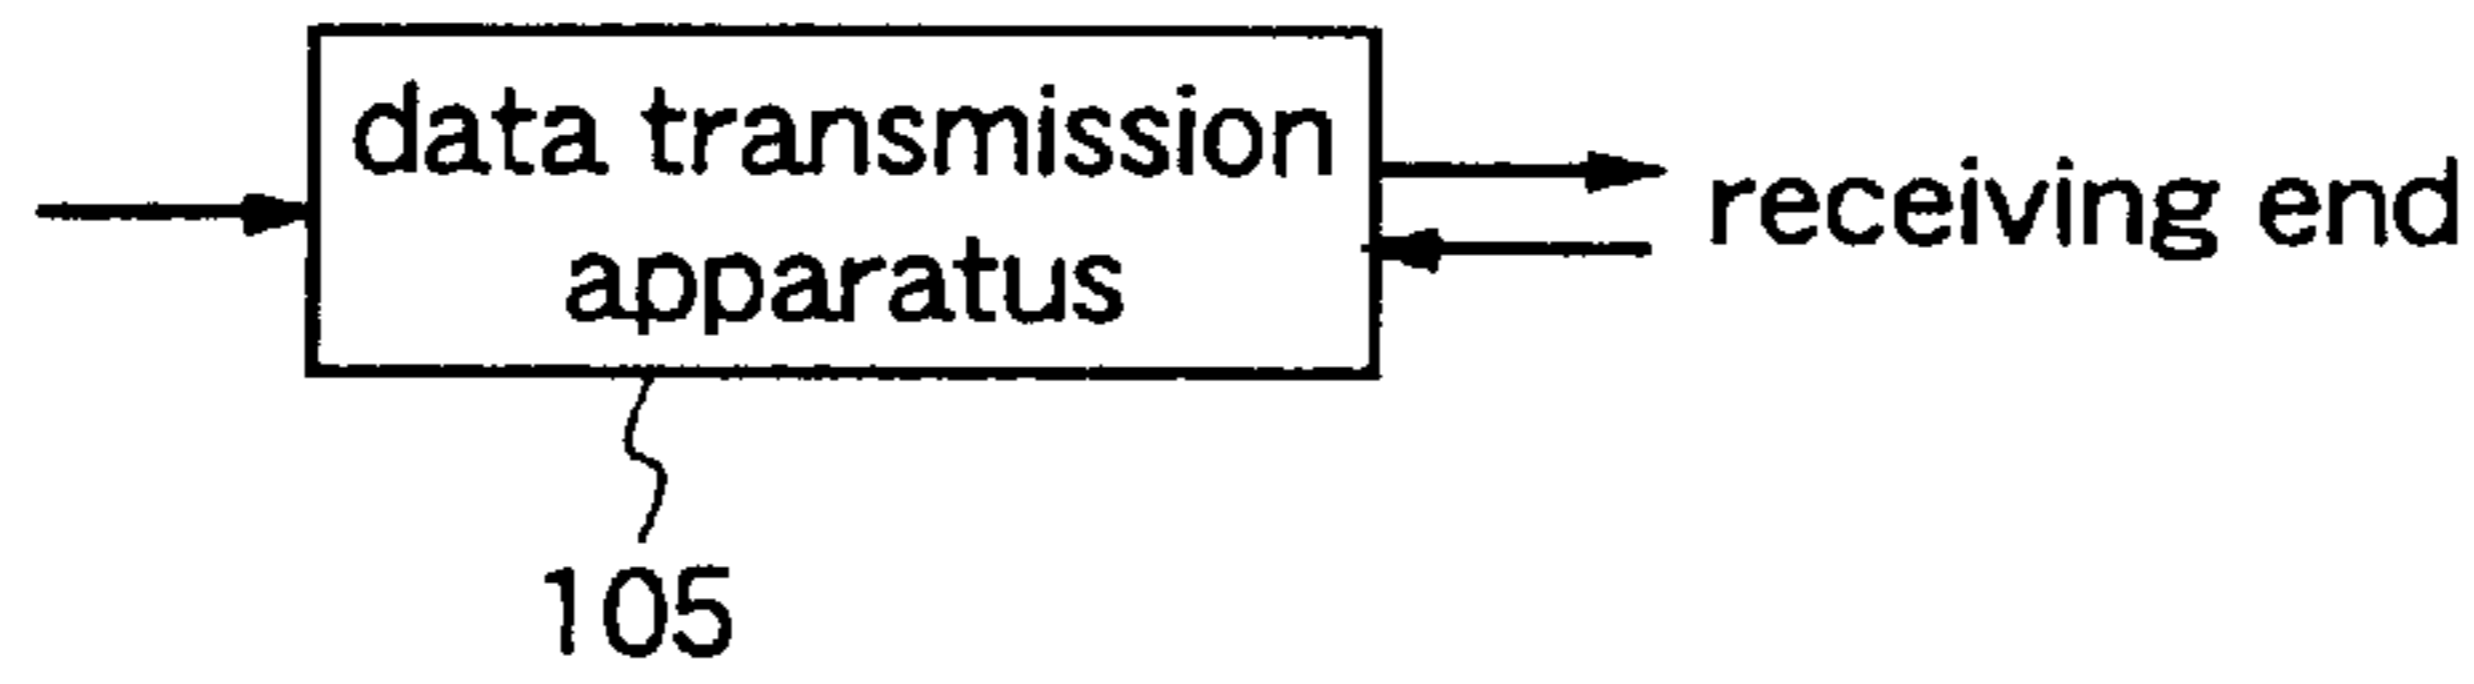 data transmission
apparatus
receiving end
105